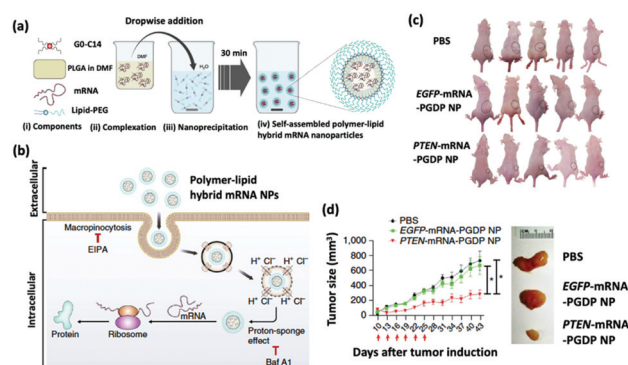 (a)
Dropwise addition
G0-C14
PLGA in DMF
mRNA
Lipid-PEG
DMF
H₂O
30 min
(i) Components
(ii) Complexation
(iii) Nanoprecipitation
(iv) Self-assembled polymer-lipid
hybrid mRNA nanoparticles
(b)
Extracellular
Intracellular
Polymer-lipid
hybrid mRNA NPs
Macropinocytosis
EIPA
H⁺ Cl⁻
H⁺ Cl⁻
H⁺ Cl⁻
H⁺ Cl⁻
Proton-sponge
effect
Baf A1
mRNA
Ribosome
Protein
(c)
PBS
EGFP-mRNA
-PGDP NP
PTEN-mRNA
-PGDP NP
(d)
PBS
EGFP-mRNA-PGDP NP
PTEN-mRNA-PGDP NP
Tumor size (mm³)
1,000
800
600
400
200
0
10 13 16 19 22 25 28 31 34 37 40 43
* *
Days after tumor induction
PBS
EGFP-mRNA
-PGDP NP
PTEN-mRNA
-PGDP NP